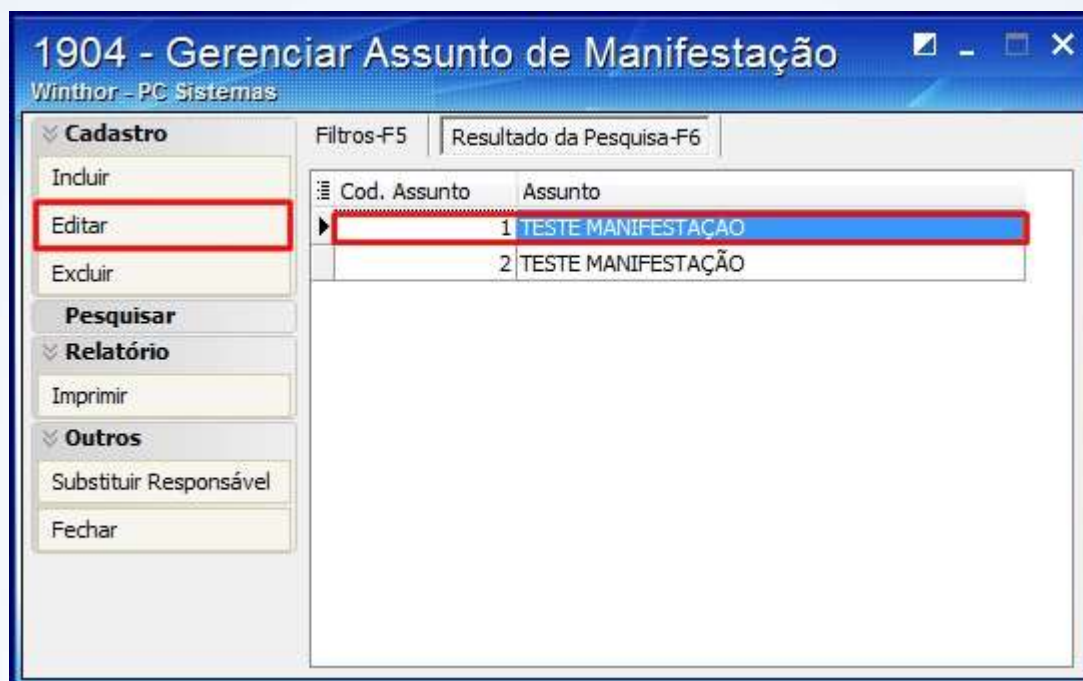 1904 - Gerenciar Assunto de Manifestação
Winthor - PC Sistemas
Cadastro
Incluir
Editar
Excluir
Pesquisar
Relatório
Imprimir
Outros
Substituir Responsável
Fechar
Filtros-F5 Resultado da Pesquisa-F6
Cod. Assunto Assunto
1 TESTE MANIFESTAÇAO
2 TESTE MANIFESTAÇÃO